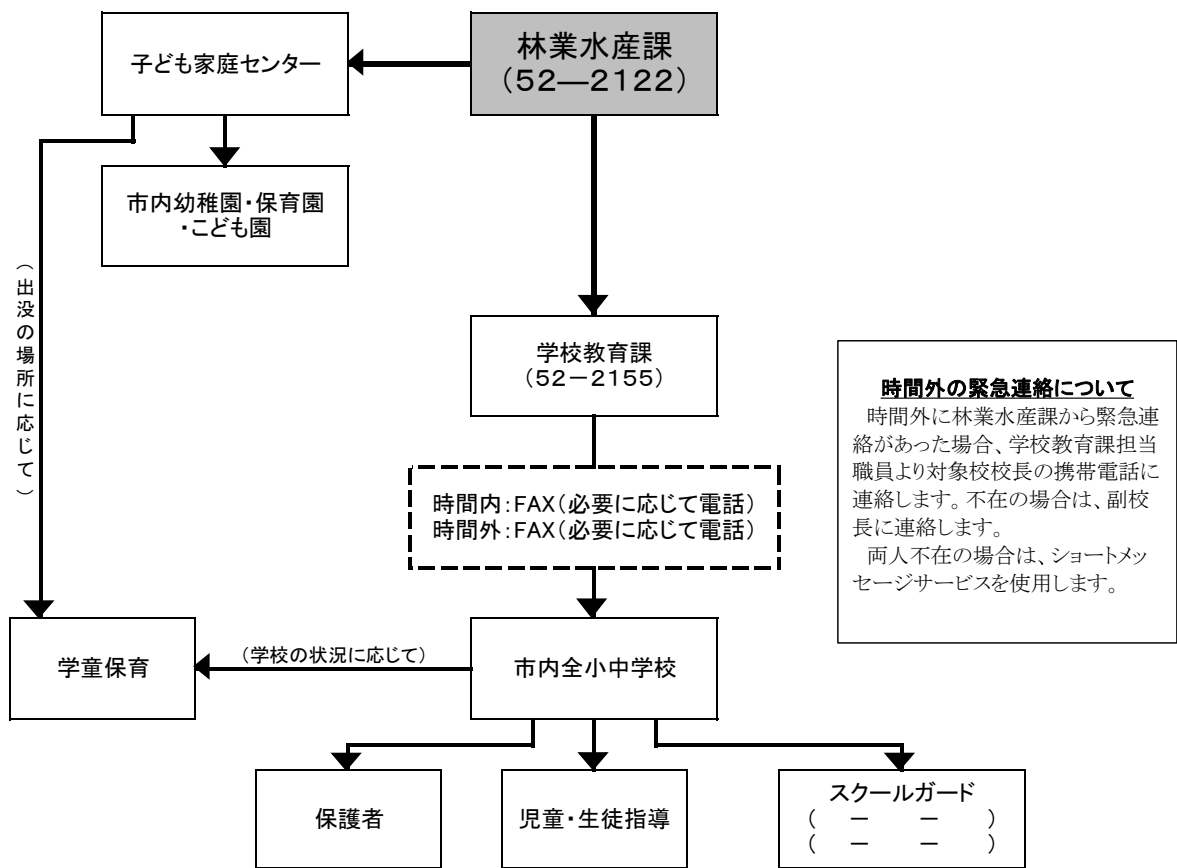 子ども家庭センター
林業水産課
(52―2122)
市内幼稚園・保育園
・こども園
(出没の場所に応じて)
学校教育課
(52－2155)
時間外の緊急連絡について
時間外に林業水産課から緊急連
絡があった場合、学校教育課担当
職員より対象校校長の携帯電話に
連絡します。不在の場合は、副校
長に連絡します。
両人不在の場合は、ショートメッ
セージサービスを使用します。
時間内:FAX(必要に応じて電話)
時間外:FAX(必要に応じて電話)
学童保育
(学校の状況に応じて)
市内全小中学校
保護者
児童・生徒指導
スクールガード
(　－　－　)
(　－　－　)